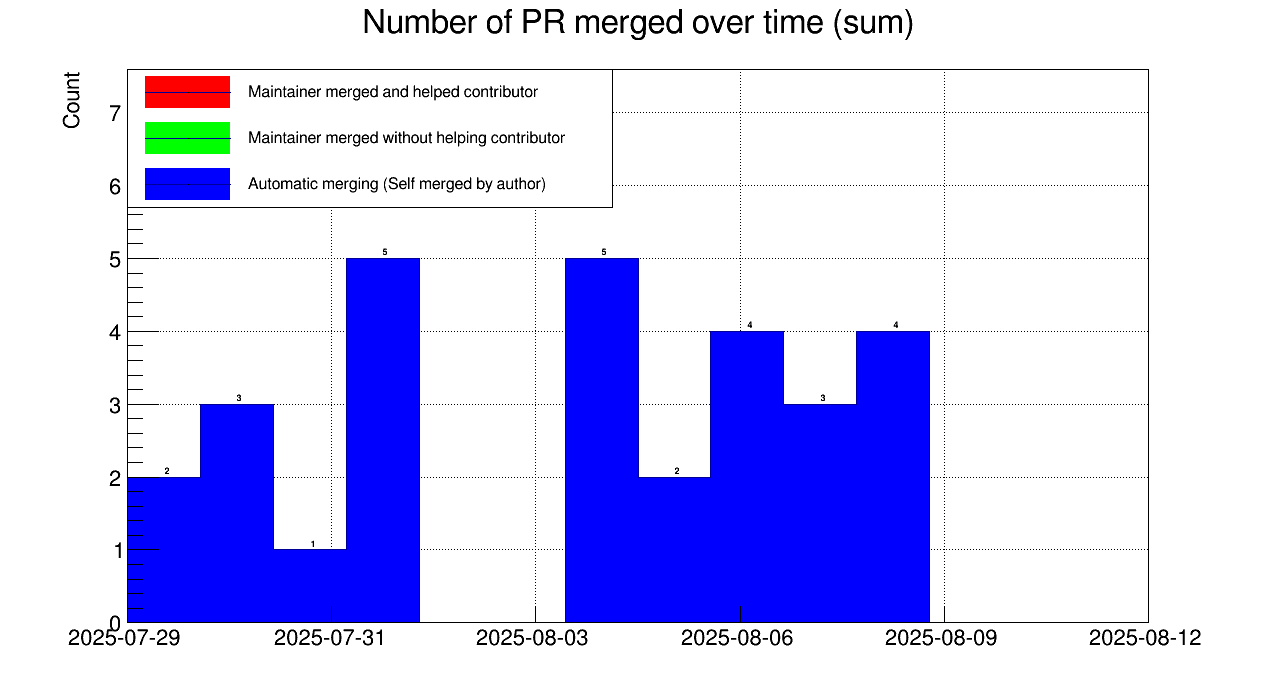 Number of PR merged over time (sum)
Count
Maintainer merged and helped contributor
Maintainer merged without helping contributor
Automatic merging (Self merged by author)
7
6
5
4
3
2
1
0
2
3
1
5
5
2
4
3
4
2025-07-29 2025-07-31 2025-08-03 2025-08-06 2025-08-09 2025-08-12